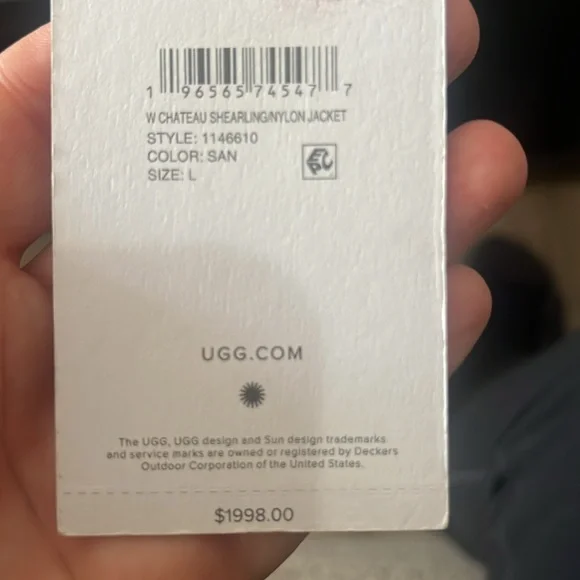 1 96565 74547 7
W CHATEAU SHEARLING/NYLON JACKET
STYLE: 1146610
COLOR: SAN
SIZE: L
UGG.COM
The UGG, UGG design and Sun design trademarks
and service marks are owned or registered by Deckers
Outdoor Corporation of the United States.
$1998.00